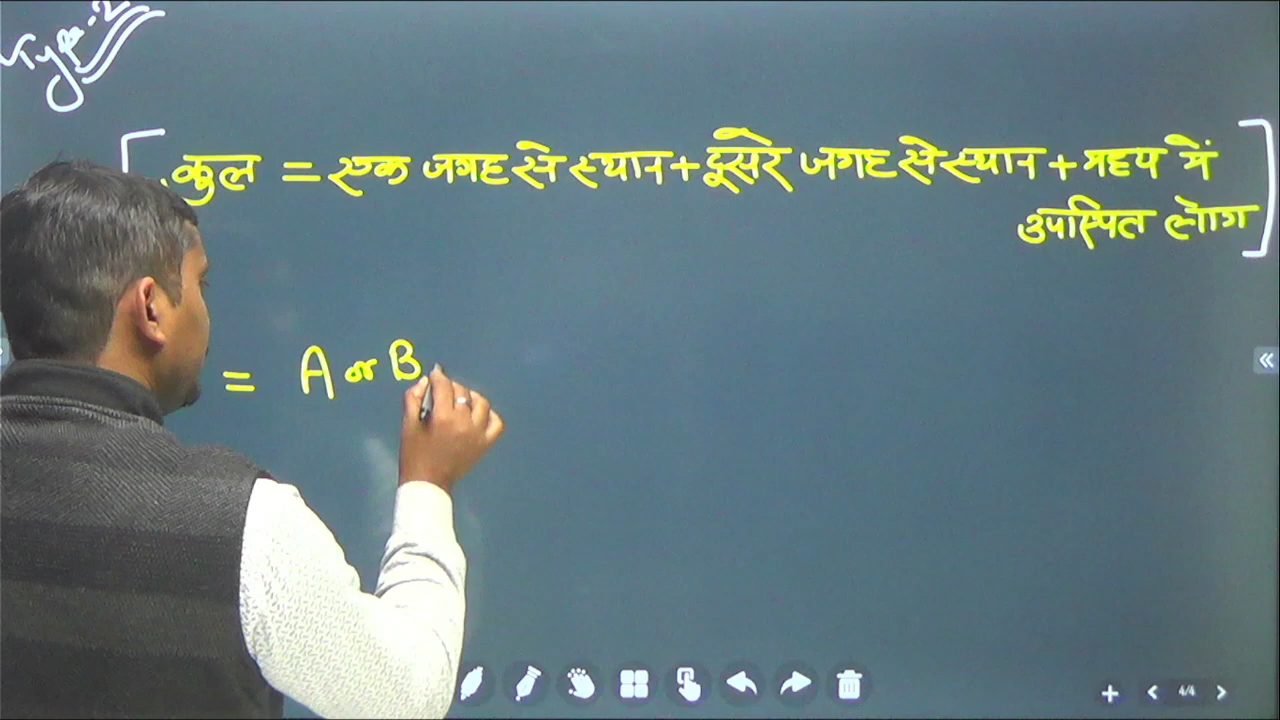 Type-2
कुल = एक जगह से स्थान + दूसरे जगह से स्थान + मध्य में
उपस्थित लोग
= A or B
4/4